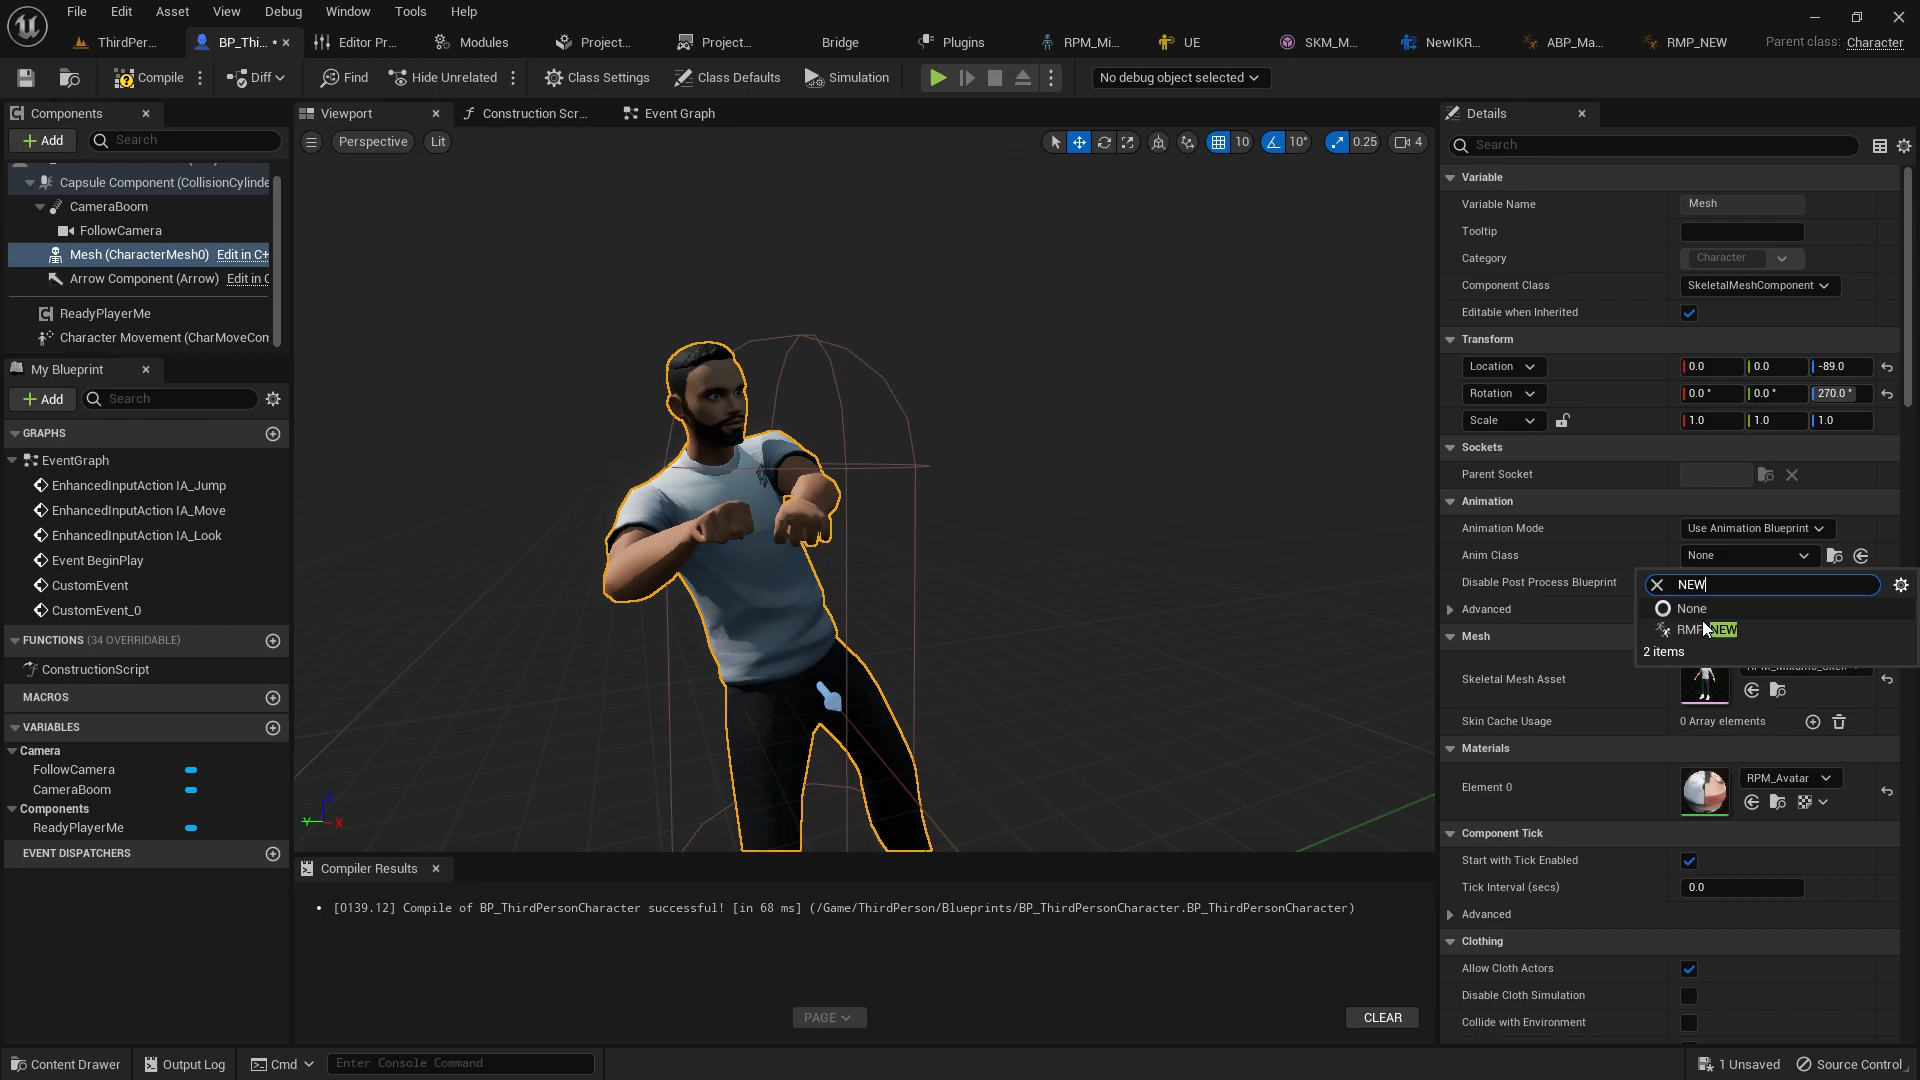 File Edit Asset View Debug Window Tools Help
ThirdPer... BP_Thi... • Editor Pr... Modules Project... Project... Bridge Plugins RPM_Mi... UE SKM_M... NewIKR... ABP_Ma... RMP_NEW Parent class: Character
Compile Diff Find Hide Unrelated Class Settings Class Defaults Simulation No debug object selected
Components
Add Search
Capsule Component (CollisionCylinde
CameraBoom
FollowCamera
Mesh (CharacterMesh0) Edit in C+
Arrow Component (Arrow) Edit in C
ReadyPlayerMe
Character Movement (CharMoveCom
My Blueprint
Add Search
GRAPHS
EventGraph
EnhancedInputAction IA_Jump
EnhancedInputAction IA_Move
EnhancedInputAction IA_Look
Event BeginPlay
CustomEvent
CustomEvent_0
FUNCTIONS (34 OVERRIDABLE)
ConstructionScript
MACROS
VARIABLES
Camera
FollowCamera
CameraBoom
Components
ReadyPlayerMe
EVENT DISPATCHERS
Viewport Construction Scr... Event Graph
Perspective Lit 10 10° 0.25 4
Z
Y X
Compiler Results
• [0139.12] Compile of BP_ThirdPersonCharacter successful! [in 68 ms] (/Game/ThirdPerson/Blueprints/BP_ThirdPersonCharacter.BP_ThirdPersonCharacter)
PAGE CLEAR
Details
Search
Variable
Variable Name Mesh
Tooltip
Category Character
Component Class SkeletalMeshComponent
Editable when Inherited
Transform
Location 0.0 0.0 -89.0
Rotation 0.0 ° 0.0 ° 270.0 °
Scale 1.0 1.0 1.0
Sockets
Parent Socket
Animation
Animation Mode Use Animation Blueprint
Anim Class None
Disable Post Process Blueprint
NEW
None
NEW
2 items
Advanced
Mesh
Skeletal Mesh Asset
Skin Cache Usage 0 Array elements
Materials
Element 0 RPM_Avatar
Component Tick
Start with Tick Enabled
Tick Interval (secs) 0.0
Advanced
Clothing
Allow Cloth Actors
Disable Cloth Simulation
Collide with Environment
Content Drawer Output Log Cmd Enter Console Command 1 Unsaved Source Control